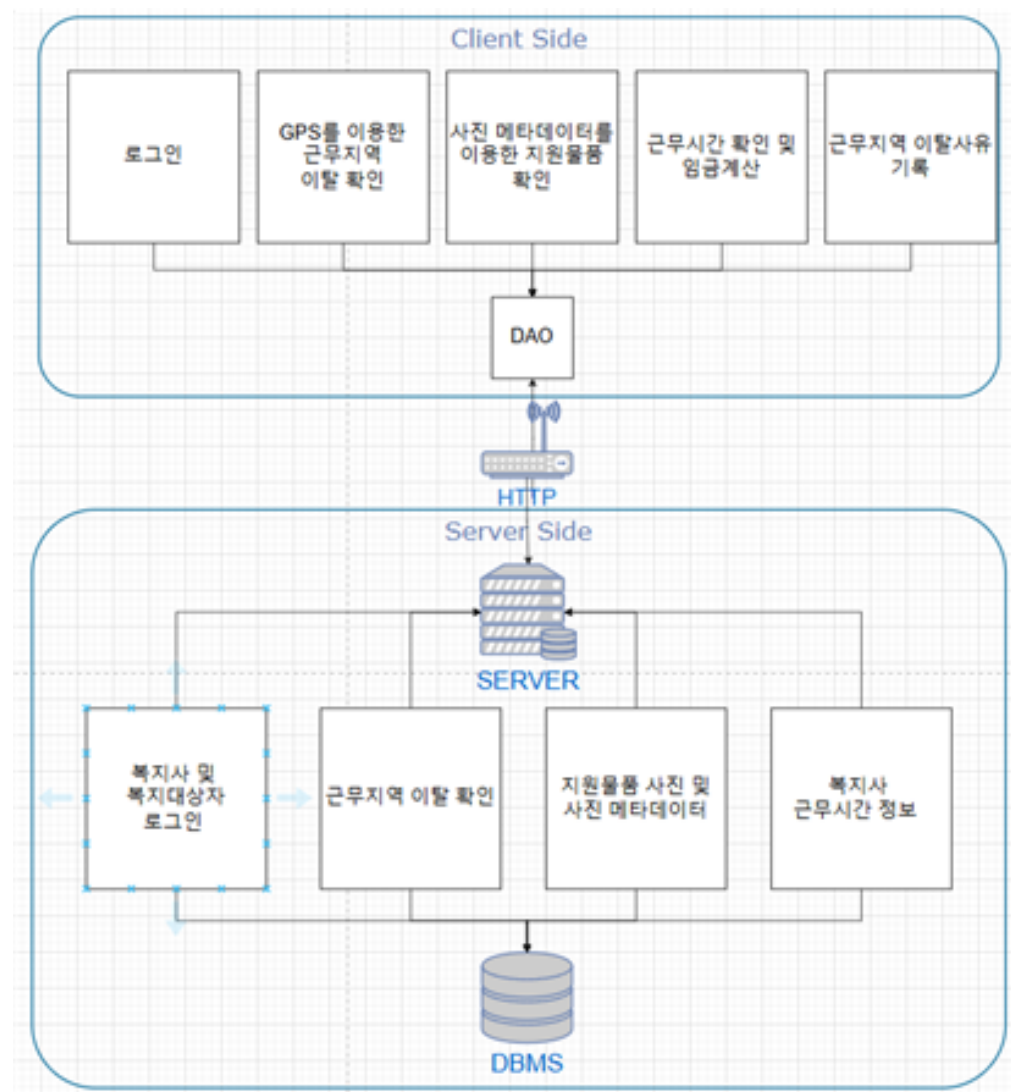 Client Side
로그인
GPS를 이용한
근무지역
이탈 확인
사진 메타데이터를
이용한 지원물품
확인
근무시간 확인 및
임금계산
근무지역 이탈사유
기록
DAO
HTTP
Server Side
SERVER
복지사 및
복지대상자
로그인
근무지역 이탈 확인
지원물품 사진 및
사진 메타데이터
복지사
근무시간 정보
DBMS